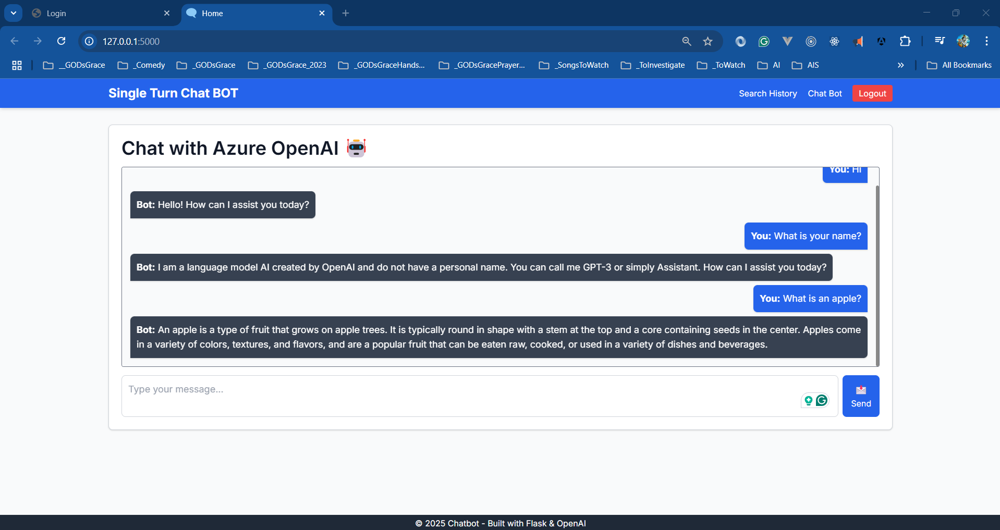 Login
Home
127.0.0.1:5000
__GODsGrace
_Comedy
_GODsGrace
_GODsGrace_2023
_GODsGraceHands...
_GODsGracePrayer...
_SongsToWatch
_ToInvestigate
_ToWatch
AI
AIS
All Bookmarks
Single Turn Chat BOT
Search History
Chat Bot
Logout
Chat with Azure OpenAI
You: Hi
Bot: Hello! How can I assist you today?
You: What is your name?
Bot: I am a language model AI created by OpenAI and do not have a personal name. You can call me GPT-3 or simply Assistant. How can I assist you today?
You: What is an apple?
Bot: An apple is a type of fruit that grows on apple trees. It is typically round in shape with a stem at the top and a core containing seeds in the center. Apples come
in a variety of colors, textures, and flavors, and are a popular fruit that can be eaten raw, cooked, or used in a variety of dishes and beverages.
Type your message...
Send
© 2025 Chatbot - Built with Flask & OpenAI